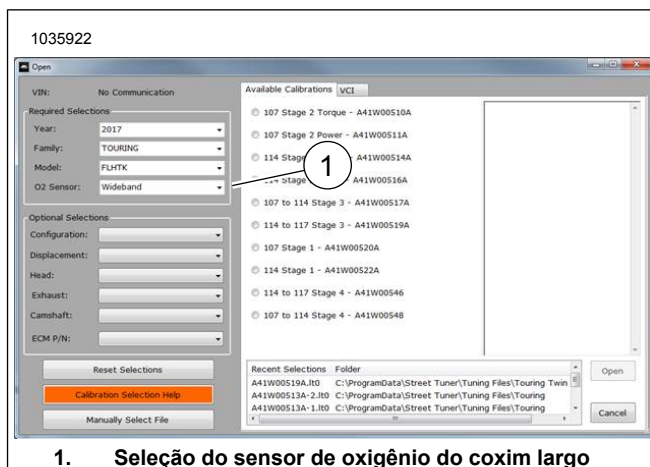 1035922
Open
VIN: No Communication
Required Selections
Year: 2017
Family: TOURING
Model: FLHTK
O2 Sensor: Wideband
Optional Selections
Configuration:
Displacement:
Head:
Exhaust:
Camshaft:
ECM P/N:
Reset Selections
Calibration Selection Help
Manually Select File
Available Calibrations VCI
107 Stage 2 Torque - A41W00510A
107 Stage 2 Power - A41W00511A
114 Stage A41W00514A
1
114 Stage A41W00516A
107 to 114 Stage 3 - A41W00517A
114 to 117 Stage 3 - A41W00519A
107 Stage 1 - A41W00520A
114 Stage 1 - A41W00522A
114 to 117 Stage 4 - A41W00546
107 to 114 Stage 4 - A41W00548
Recent Selections Folder
A41W00519A.lt0 C:\ProgramData\Street Tuner\Tuning Files\Touring Twin
A41W00513A-2.lt0 C:\ProgramData\Street Tuner\Tuning Files\Touring
A41W00513A-1.lt0 C:\ProgramData\Street Tuner\Tuning Files\Touring
Open
Cancel
1. Seleção do sensor de oxigênio do coxim largo